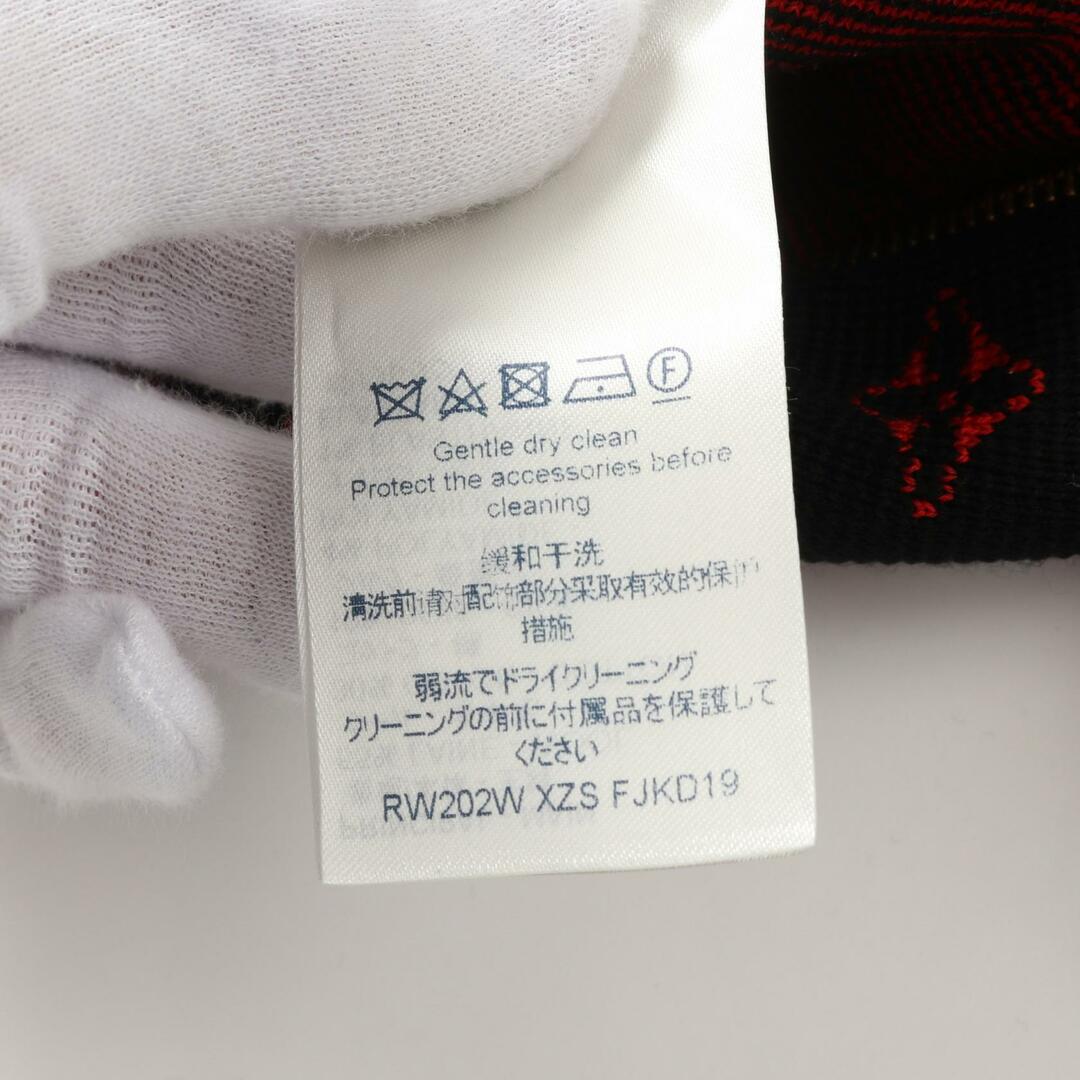 F
Gentle dry clean
Protect the accessories before
cleaning
缓和干洗
清洗前请对配饰部分采取有效的保护
措施
弱流でドライクリーニング
クリーニングの前に付属品を保護して
ください
RW202W XZS FJKD19